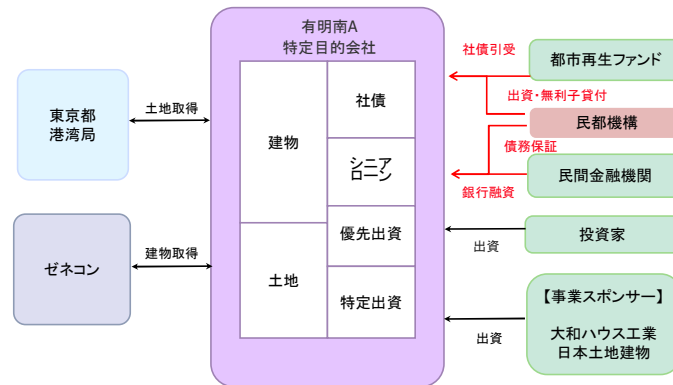 有明南A
特定目的会社
東京都
港湾局
土地取得
ゼネコン
建物取得
建物
土地
社債
シニア
ローン
優先出資
特定出資
社債引受
都市再生ファンド
出資・無利子貸付
民都機構
債務保証
民間金融機関
銀行融資
投資家
出資
【事業スポンサー】
大和ハウス工業
日本土地建物
出資